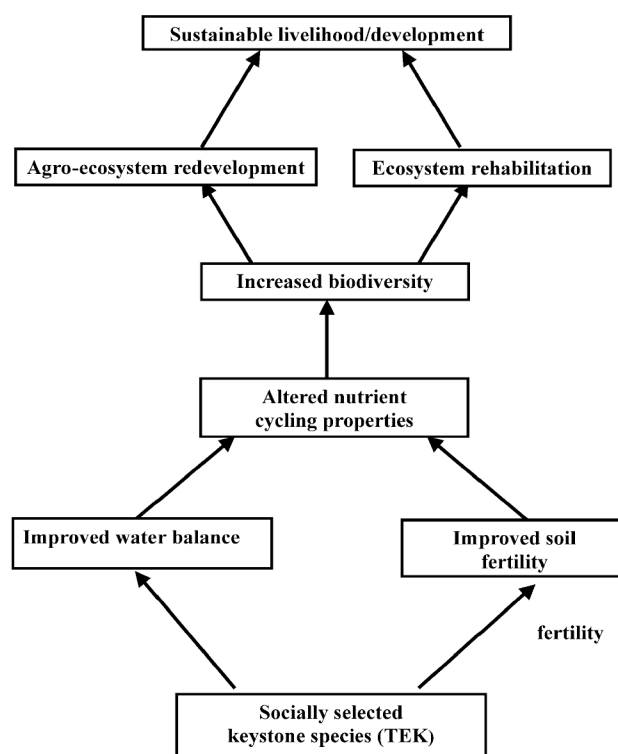 Sustainable livelihood/development
Agro-ecosystem redevelopment
Ecosystem rehabilitation
Increased biodiversity
Altered nutrient
cycling properties
Improved water balance
Improved soil
fertility
fertility
Socially selected
keystone species (TEK)